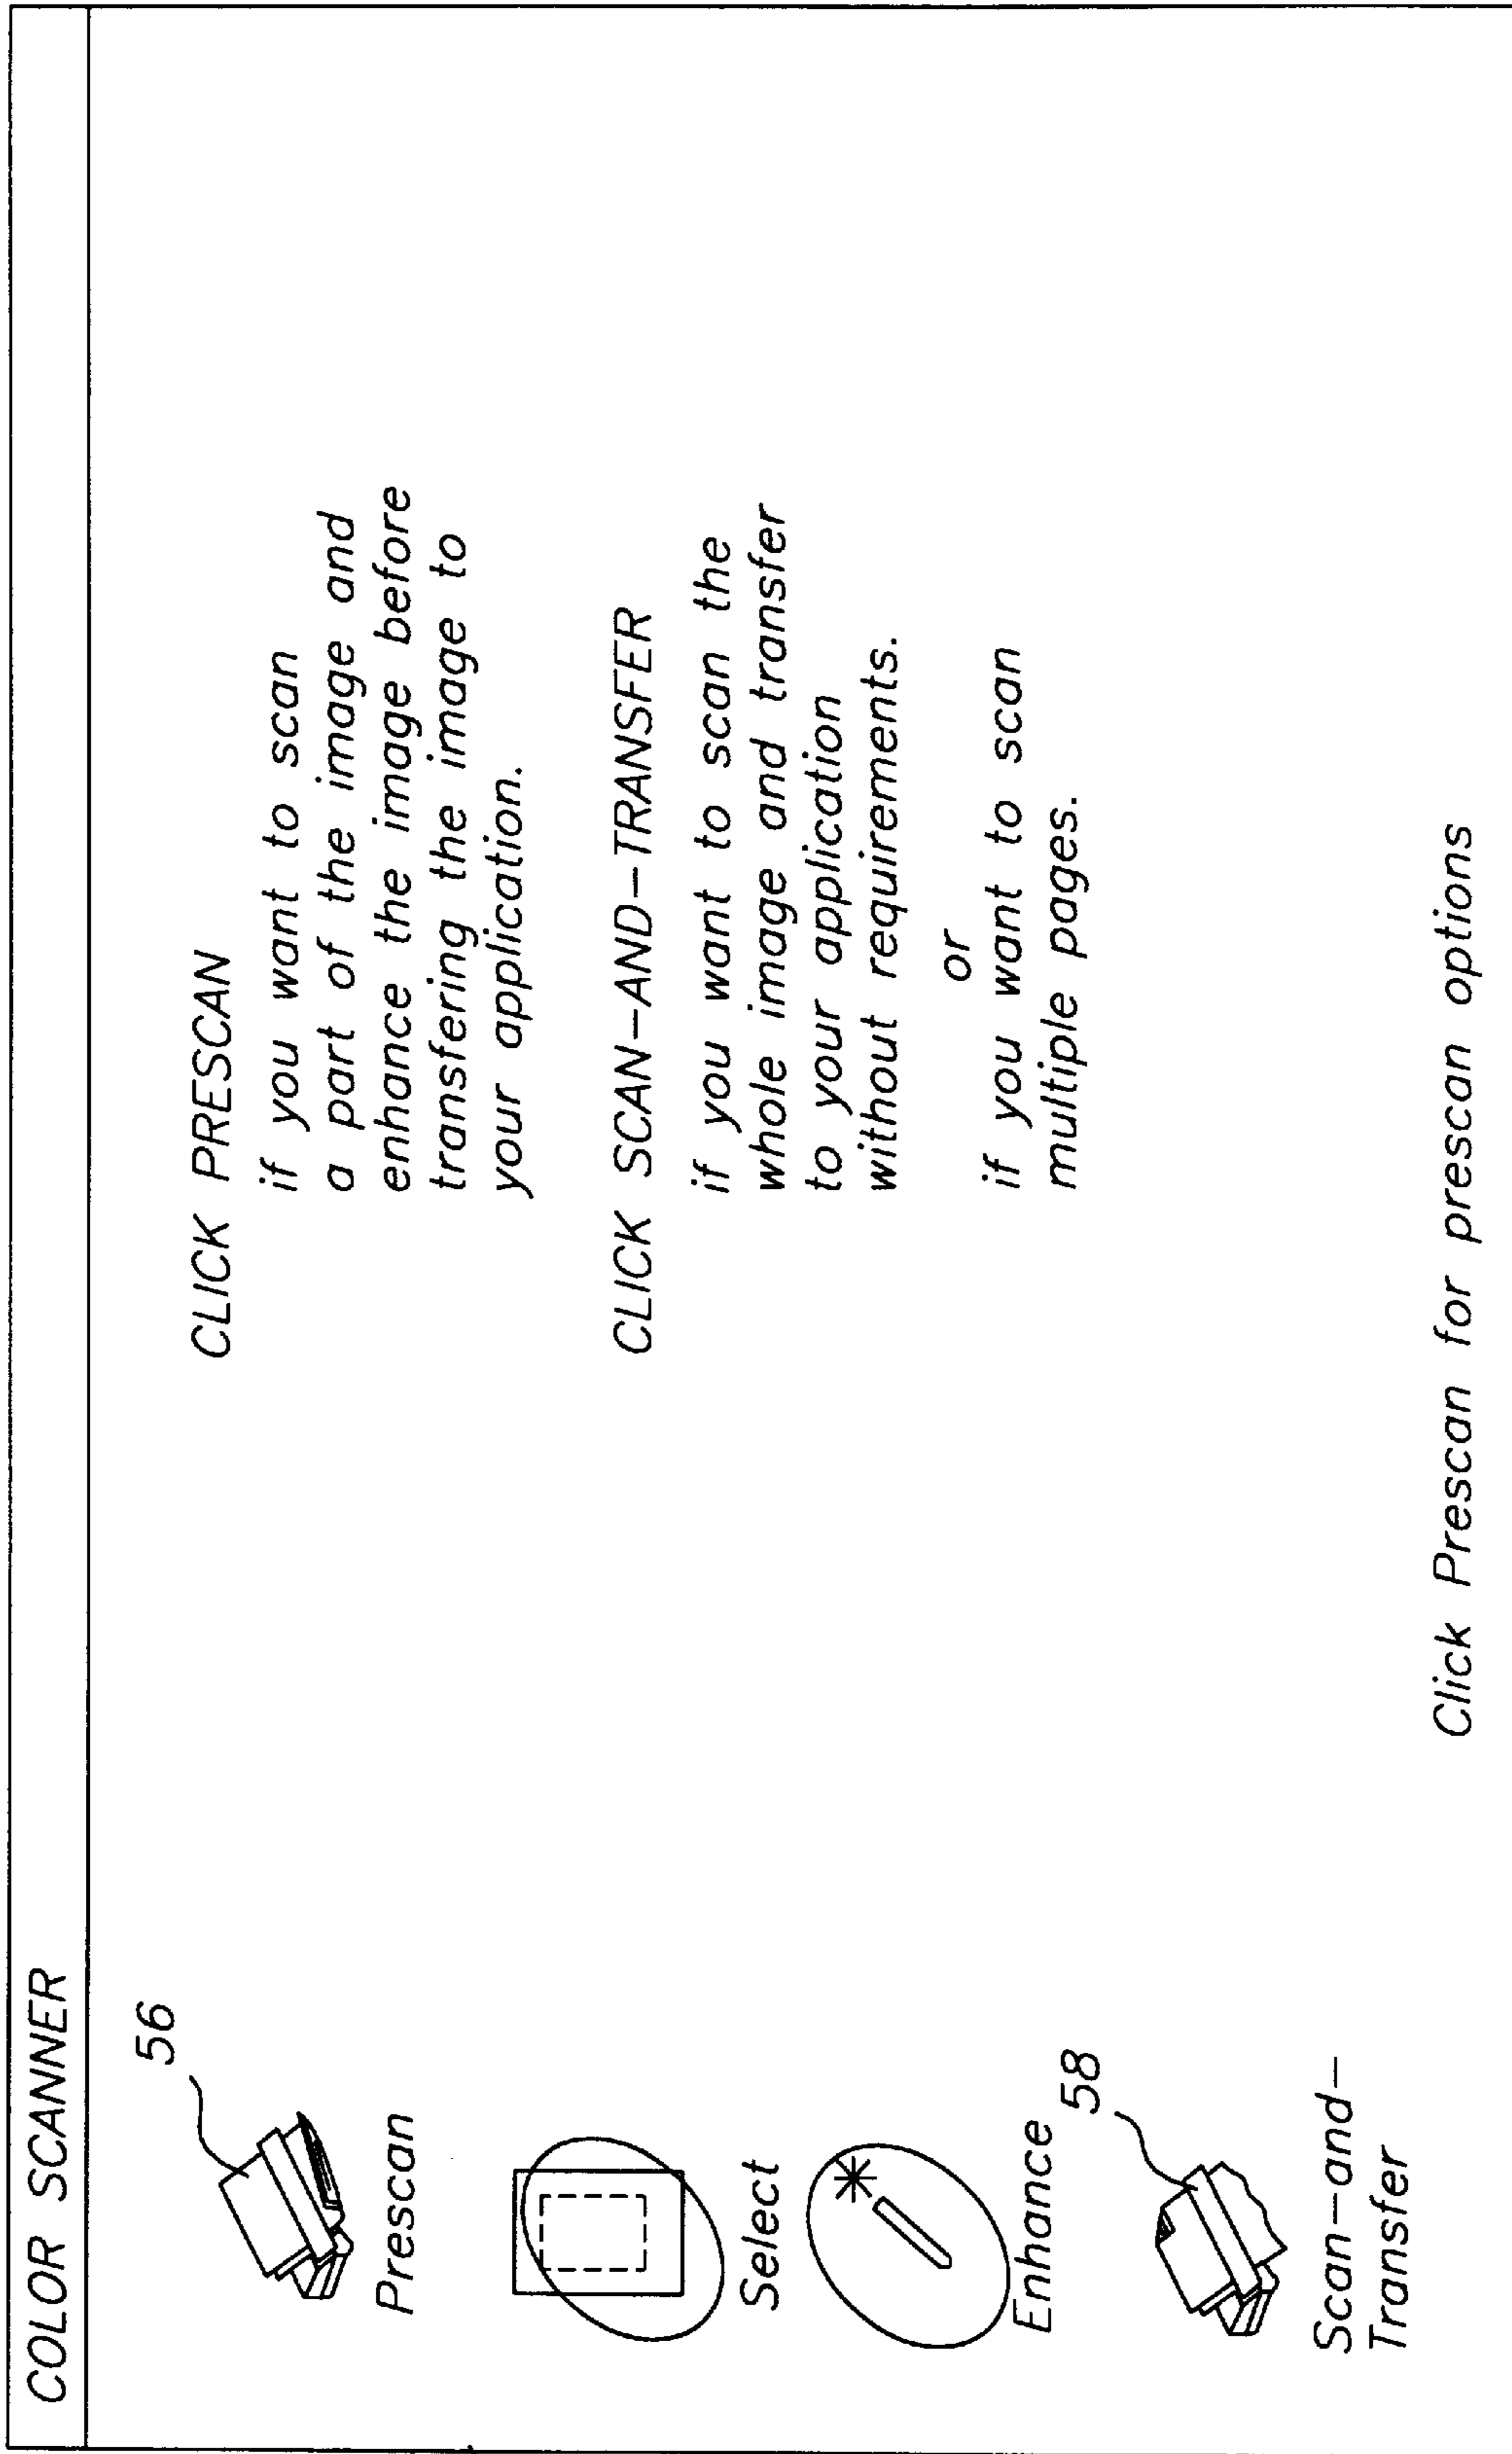 COLOR SCANNER
56
Prescan
Select
Enhance
58
Scan-and-
Transfer
CLICK PRESCAN
if you want to scan
a part of the image and
enhance the image before
transfering the image to
your application.
CLICK SCAN-AND-TRANSFER
if you want to scan the
whole image and transfer
to your application
without requirements.
or
if you want to scan
multiple pages.
Click Prescan for prescan options